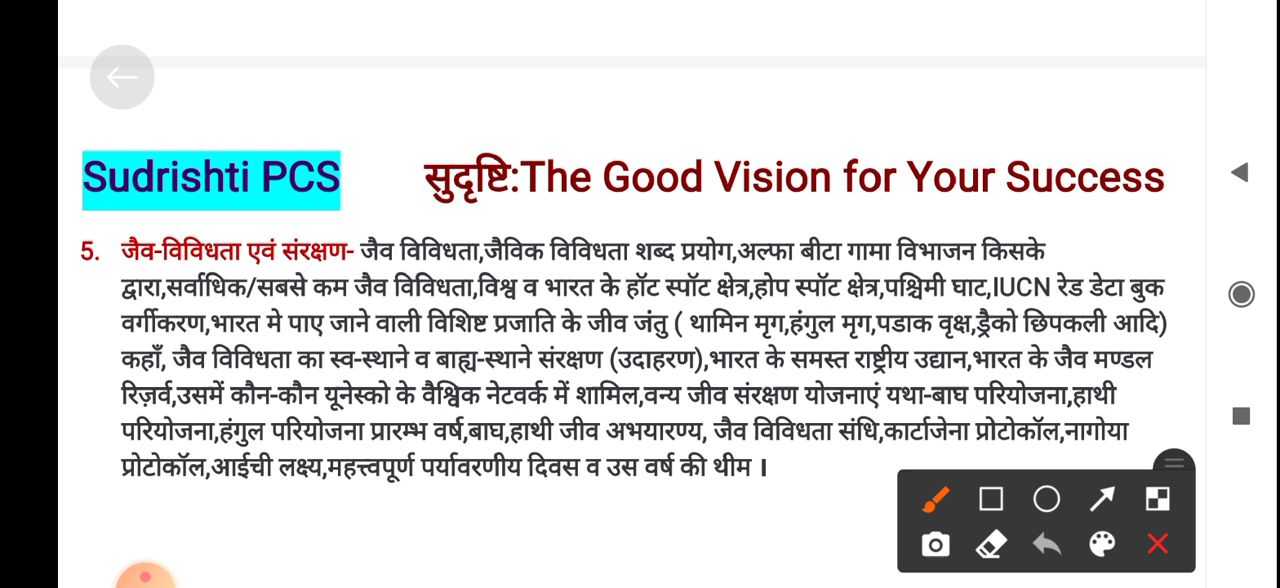 Sudrishti PCS सुदृष्टि:The Good Vision for Your Success
5. जैव-विविधता एवं संरक्षण- जैव विविधता,जैविक विविधता शब्द प्रयोग,अल्फा बीटा गामा विभाजन किसके
द्वारा,सर्वाधिक/सबसे कम जैव विविधता,विश्व व भारत के हॉट स्पॉट क्षेत्र,होप स्पॉट क्षेत्र,पश्चिमी घाट,IUCN रेड डेटा बुक
वर्गीकरण,भारत मे पाए जाने वाली विशिष्ट प्रजाति के जीव जंतु ( थामिन मृग,हंगुल मृग,पडाक वृक्ष,ड्रैको छिपकली आदि)
कहाँ, जैव विविधता का स्व-स्थाने व बाह्य-स्थाने संरक्षण (उदाहरण),भारत के समस्त राष्ट्रीय उद्यान,भारत के जैव मण्डल
रिज़र्व,उसमें कौन-कौन यूनेस्को के वैश्विक नेटवर्क में शामिल,वन्य जीव संरक्षण योजनाएं यथा-बाघ परियोजना,हाथी
परियोजना,हंगुल परियोजना प्रारम्भ वर्ष,बाघ,हाथी जीव अभयारण्य, जैव विविधता संधि,कार्टाजेना प्रोटोकॉल,नागोया
प्रोटोकॉल,आईची लक्ष्य,महत्त्वपूर्ण पर्यावरणीय दिवस व उस वर्ष की थीम ।